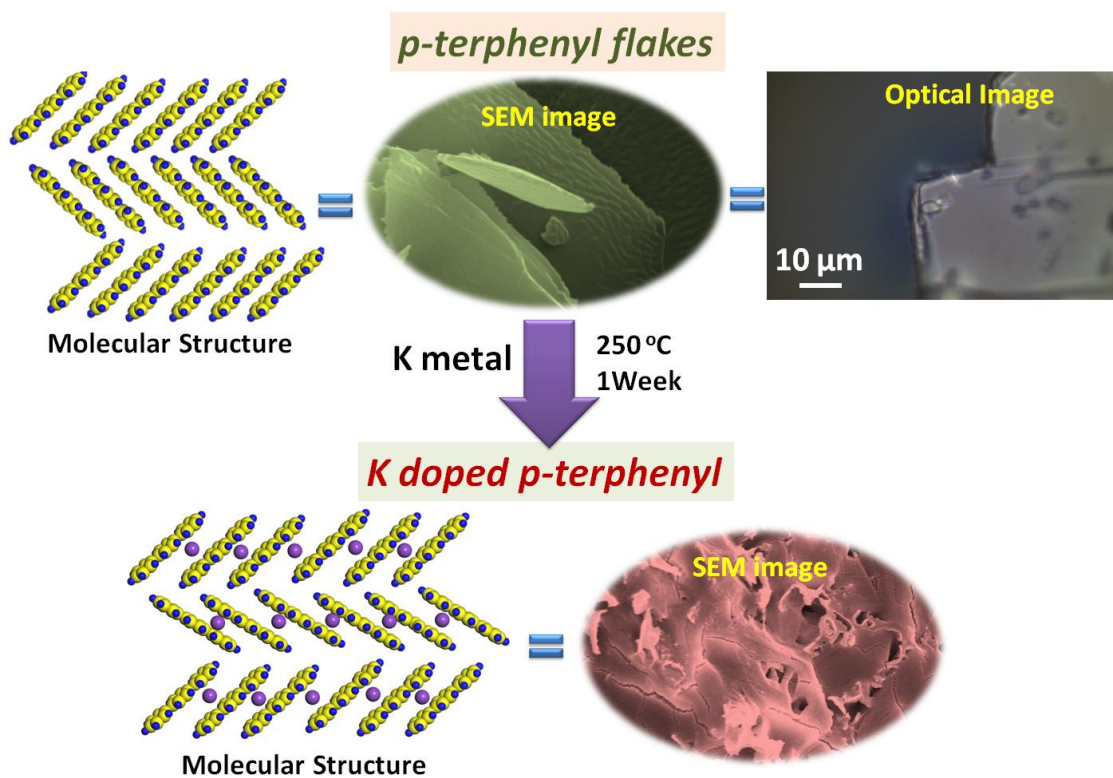 p-terphenyl flakes
SEM image
Optical Image
10 μm
Molecular Structure
K metal
250 °C
1Week
K doped p-terphenyl
SEM image
Molecular Structure